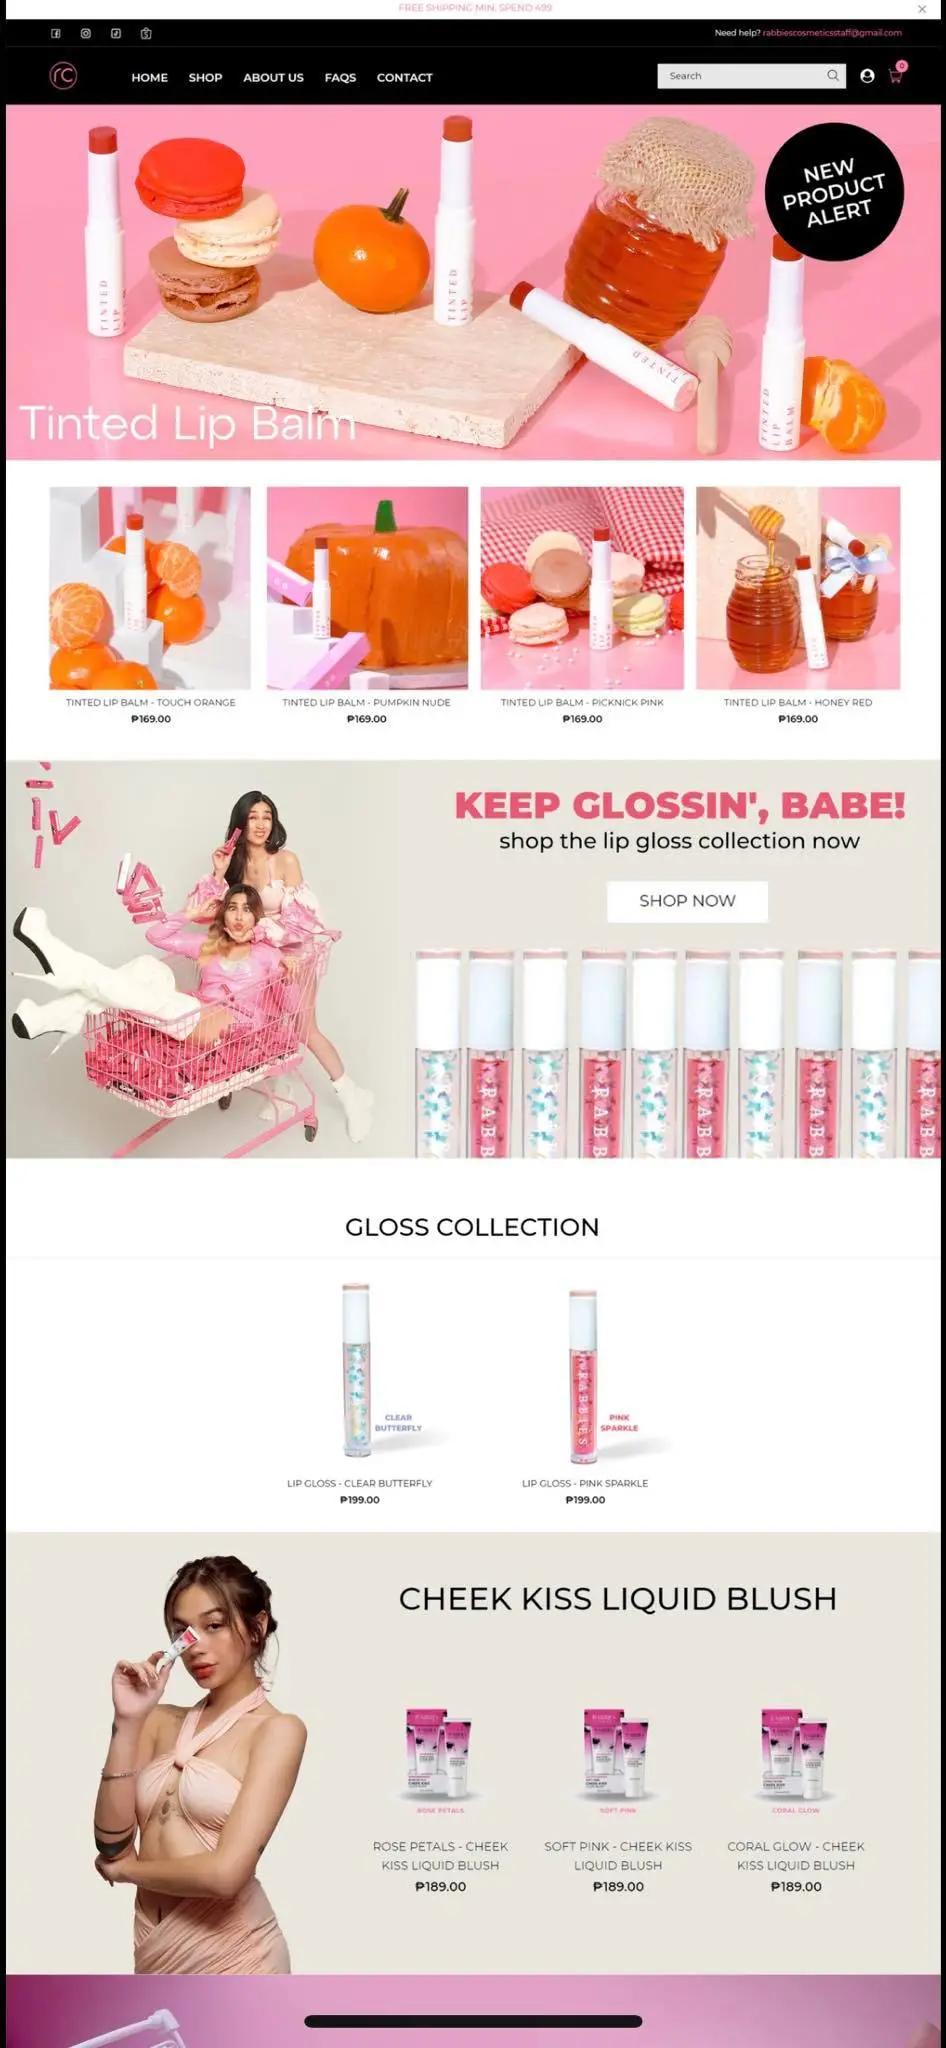 FREE SHIPPING MIN. SPEND 499
Need help? rabbiescosmeticsstaff@gmail.com
rc
HOME
SHOP
ABOUT US
FAQS
CONTACT
Search
0
NEW
PRODUCT
ALERT
TINTED
LIP
TINTED
LIP
TINTED
TINTED
LIP
BALM
Tinted Lip Balm
TINTED LIP BALM - TOUCH ORANGE
₱169.00
TINTED LIP BALM - PUMPKIN NUDE
₱169.00
TINTED LIP BALM - PICKNICK PINK
₱169.00
TINTED LIP BALM - HONEY RED
₱169.00
KEEP GLOSSIN', BABE!
shop the lip gloss collection now
SHOP NOW
RABB
RABB
RABB
RABB
GLOSS COLLECTION
CLEAR
BUTTERFLY
RABBIES
PINK
SPARKLE
LIP GLOSS - CLEAR BUTTERFLY
₱199.00
LIP GLOSS - PINK SPARKLE
₱199.00
CHEEK KISS LIQUID BLUSH
ROSE PETALS
SOFT PINK
CORAL GLOW
ROSE PETALS - CHEEK
KISS LIQUID BLUSH
₱189.00
SOFT PINK - CHEEK KISS
LIQUID BLUSH
₱189.00
CORAL GLOW - CHEEK
KISS LIQUID BLUSH
₱189.00